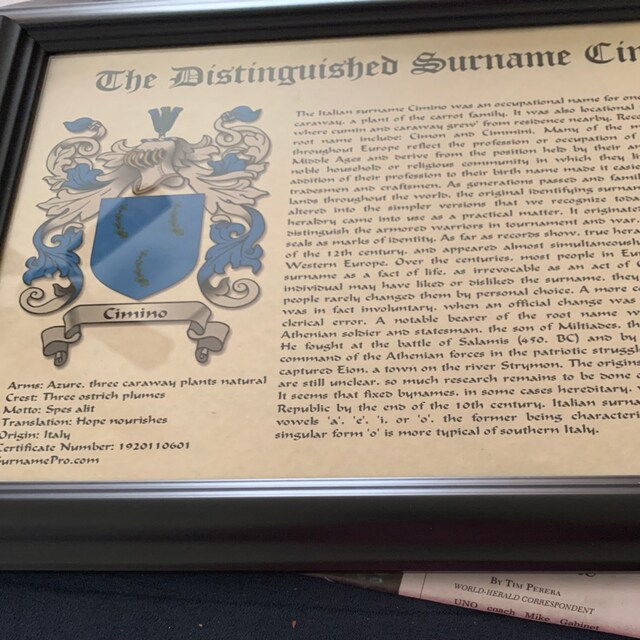 The Distinguished Surname Cim
Cimino
Arms: Azure, three caraway plants natural
Crest: Three ostrich plumes
Motto: Spes alit
Translation: Hope nourishes
Origin: Italy
Certificate Number: 1920110601
SurnamePro.com
The Italian surname Cimino was an occupational name for one
caraway, a plant of the carrot family. It was also locational
where cumin and caraway grew from residence nearby. Reco
root name include: Cimon and Cimmini. Many of the
throughout Europe reflect the profession or occupation of
Middle Ages and derive from the position held by their an
noble household or religious community in which they
addition of their profession to their birth name made it easie
tradesmen and craftsmen. As generations passed and famil
lands throughout the world, the original identifying surnam
altered into the simpler versions that we recognize toda
heraldry came into use as a practical matter. It originate
distinguish the armored warriors in tournament and war
seals as marks of identity. As far as records show, true hera
of the 12th century, and appeared almost simultaneous
Western Europe. Over the centuries, most people in Eur
surname as a fact of life, as irrevocable as an act of G
individual may have liked or disliked the surname, the
people rarely changed them by personal choice. A more c
was in fact involuntary, when an official change was
clerical error. A notable bearer of the root name w
Athenian soldier and statesman, the son of Miltiades, th
He fought at the battle of Salamis (450. BC) and by
command of the Athenian forces in the patriotic struggl
captured Eion, a town on the river Strymon. The origins
are still unclear, so much research remains to be done
It seems that fixed bynames, in some cases hereditary,
Republic by the end of the 10th century. Italian surna
vowels 'a', 'e', 'i, or 'o', the former being characteri
singular form 'o' is more typical of southern Italy.
By Tim Perera
WORLD-HERALD CORRESPONDENT
UNO coach Mike Gabinet